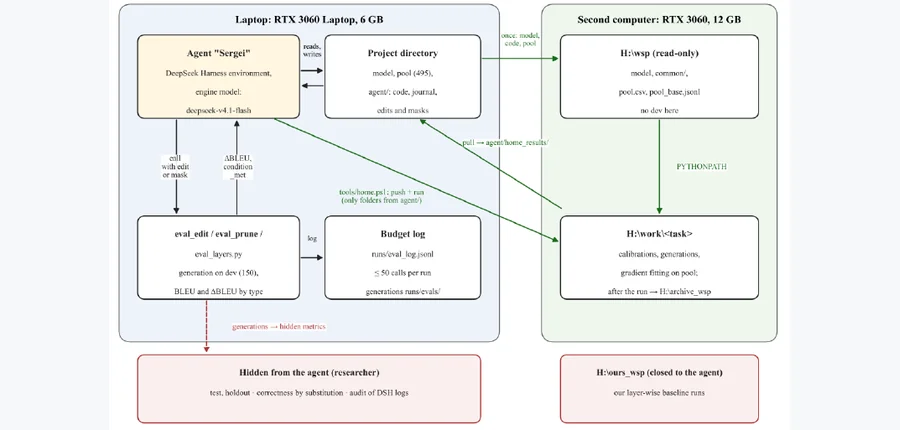 Laptop: RTX 3060 Laptop, 6 GB
Agent "Sergei"
DeepSeek Harness environment,
engine model:
deepseek-v4.1-flash
reads,
writes
Project directory
model, pool (495),
agent/: code, journal,
edits and masks
call
with edit
or mask
ΔBLEU,
condition
_met
eval_edit / eval_prune /
eval_layers.py
generation on dev (150),
BLEU and ΔBLEU by type
log
Budget log
runs/eval_log.jsonl
≤ 50 calls per run
generations runs/evals/
Second computer: RTX 3060, 12 GB
once: model,
code, pool
H:\wsp (read-only)
model, common/,
pool.csv, pool_base.jsonl
no dev here
pull → agent/home_results/
PYTHONPATH
tools/home.ps1: push + run
(only folders from agent/)
H:\work\<task>
calibrations, generations,
gradient fitting on pool;
after the run → H:\archive_wsp
generations → hidden metrics
Hidden from the agent (researcher)
test, holdout · correctness by substitution · audit of DSH logs
H:\ours_wsp (closed to the agent)
our layer-wise baseline runs